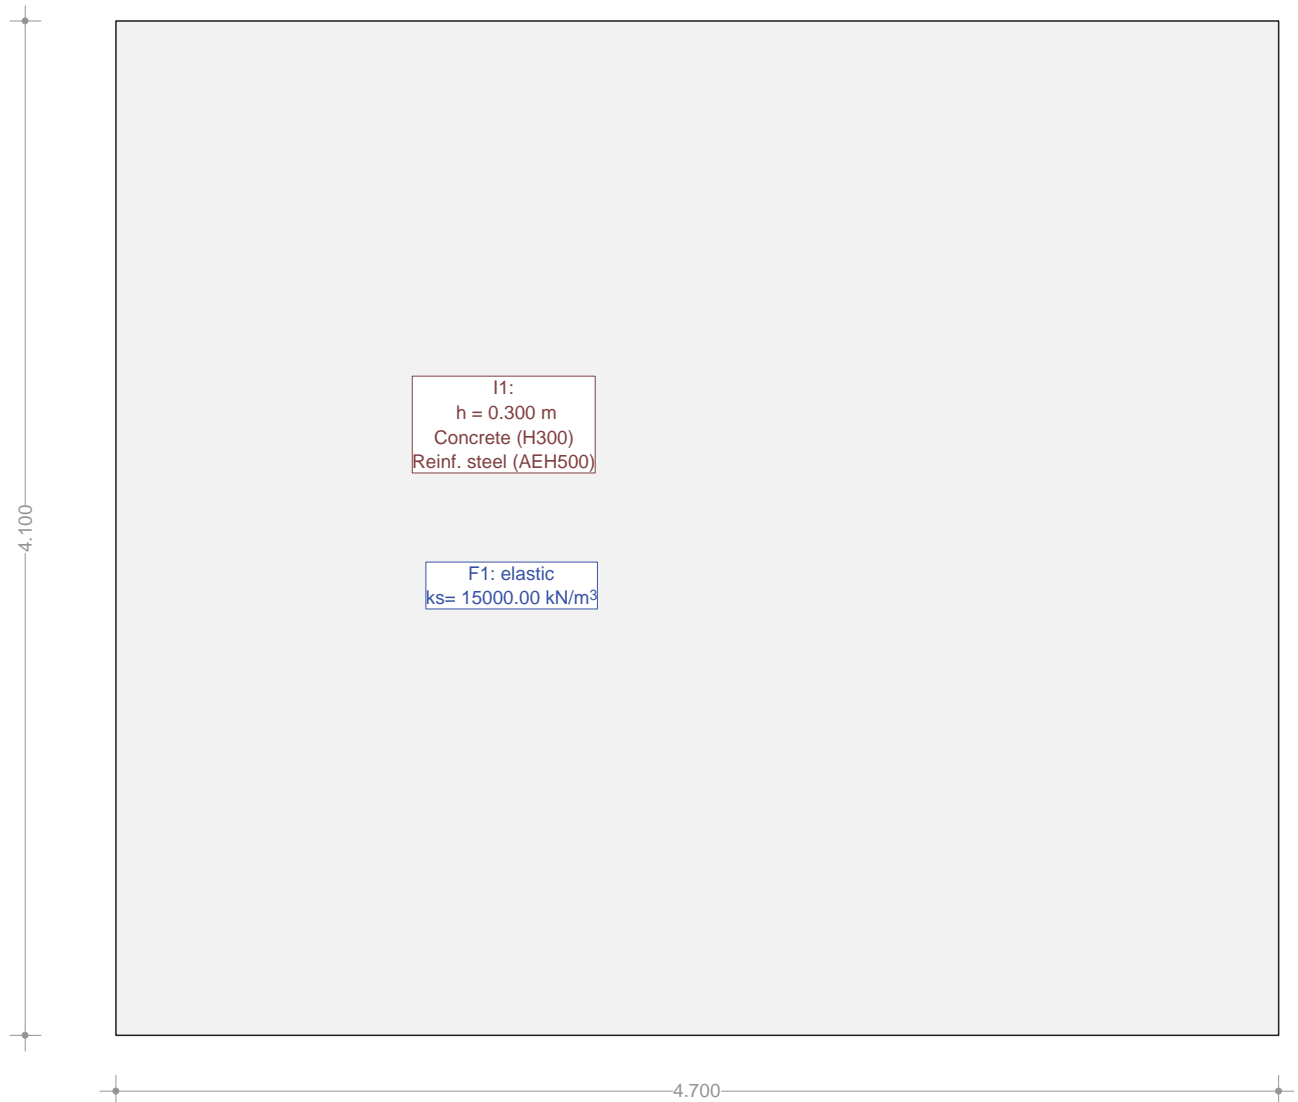 I1:
h = 0.300 m
Concrete (H300)
Reinf. steel (AEH500)
4.100
F1: elastic
ks= 15000.00 kN/m³
4.700